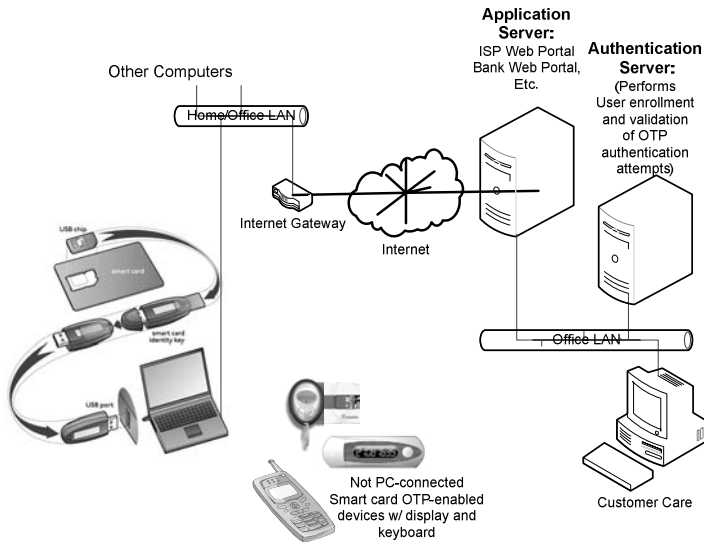 Application
Server:
ISP Web Portal
Bank Web Portal,
Etc.
Authentication
Server:
(Performs
User enrollment
and validation
of OTP
authentication
attempts)
Other Computers
Home/Office LAN
Internet Gateway
Internet
USB chip
smart card
smart card
identity key
USB port
Office LAN
Not PC-connected
Smart card OTP-enabled
devices w/ display and
keyboard
Customer Care